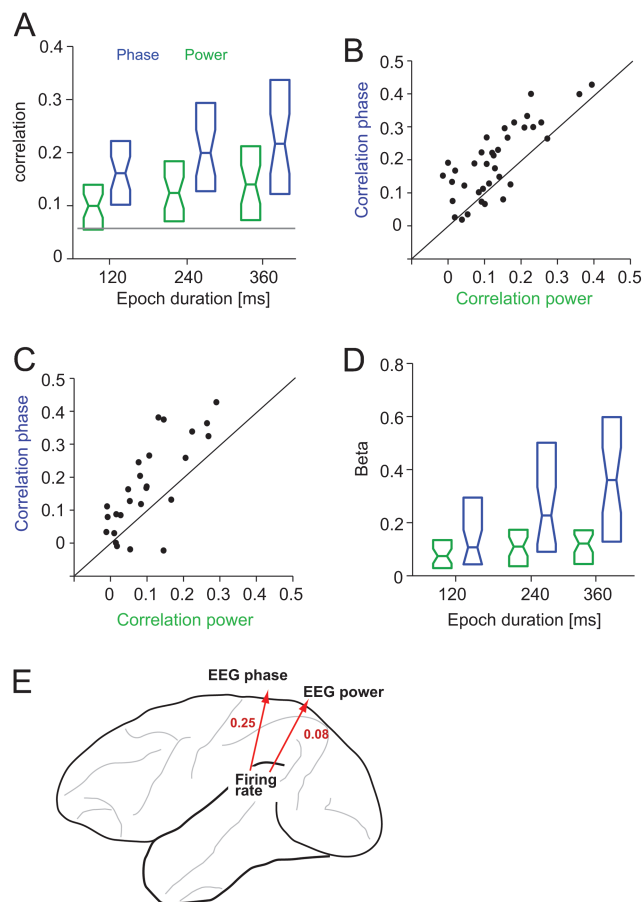 A
Phase Power
correlation
0.4
0.3
0.2
0.1
0
120 240 360
Epoch duration [ms]
B
Correlation phase
0.5
0.4
0.3
0.2
0.1
0
0 0.1 0.2 0.3 0.4 0.5
Correlation power
C
Correlation phase
0.5
0.4
0.3
0.2
0.1
0
0 0.1 0.2 0.3 0.4 0.5
Correlation power
D
Beta
0.8
0.6
0.4
0.2
0
120 240 360
Epoch duration [ms]
E
EEG phase
EEG power
0.25
0.08
Firing
rate